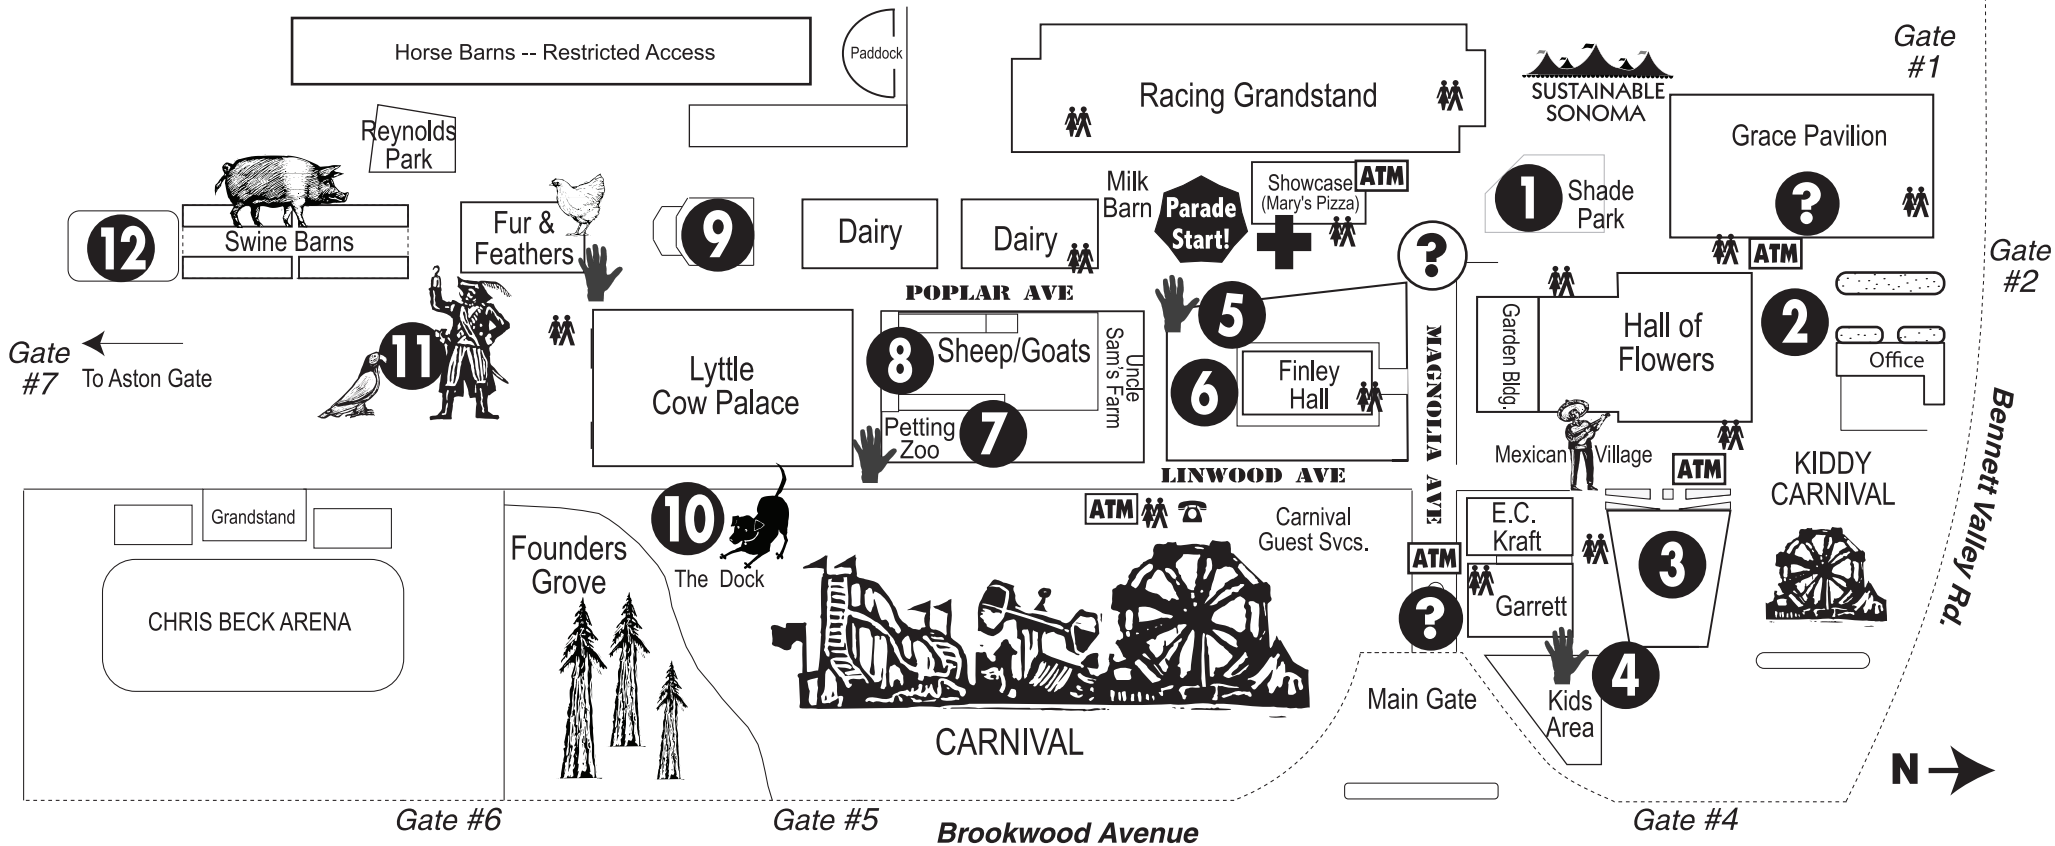 Gate
#1
Horse Barns -- Restricted Access
Paddock
Racing Grandstand
SUSTAINABLE
SONOMA
Grace Pavilion
Reynolds
Park
Milk
Barn
Parade
Start!
Showcase
(Mary's Pizza)
ATM
1
Shade
Park
?
12
Swine Barns
Fur &
Feathers
9
Dairy
Dairy
?
ATM
Gate
#2
POPLAR AVE
5
MAGNOLIA AVE
Garden Bldg.
Hall of
Flowers
2
Office
Gate
#7
To Aston Gate
11
Lyttle
Cow Palace
8
Sheep/Goats
Uncle
Sam's Farm
6
Finley
Hall
Petting
Zoo
7
Mexican Village
ATM
KIDDY
CARNIVAL
Bennett Valley Rd.
LINWOOD AVE
Grandstand
10
The Dock
ATM
Carnival
Guest Svcs.
E.C.
Kraft
ATM
3
Founders
Grove
CHRIS BECK ARENA
?
Garrett
4
Kids
Area
Main Gate
CARNIVAL
N
Gate #6
Gate #5
Brookwood Avenue
Gate #4